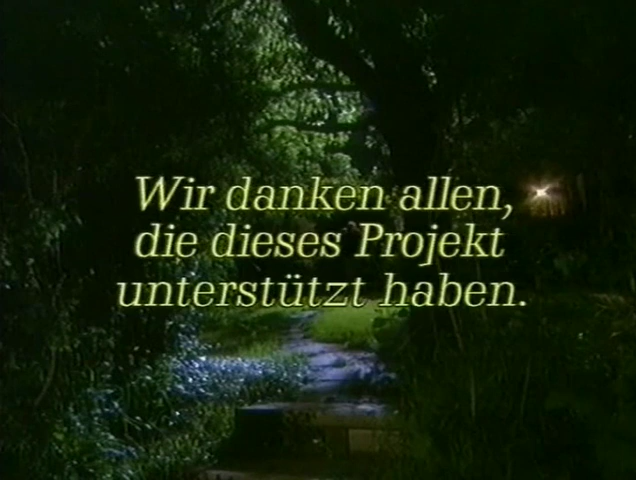 Wir danken allen,
die dieses Projekt
unterstützt haben.